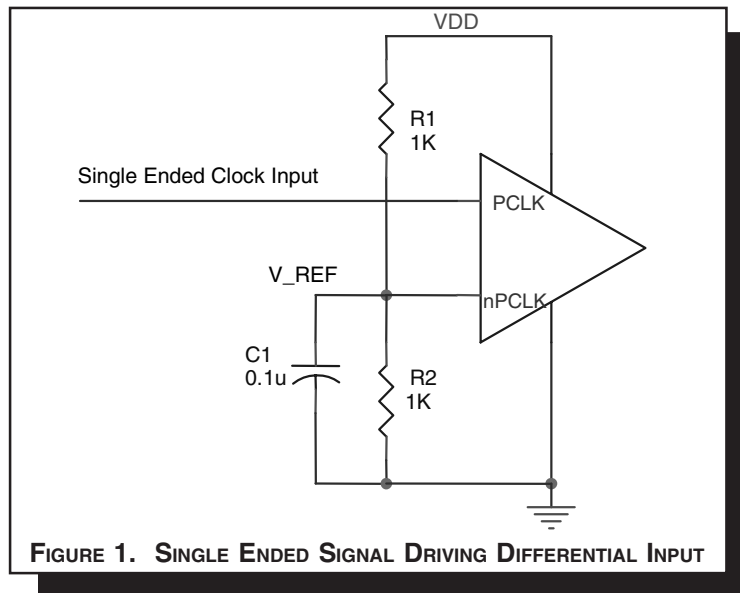 VDD
R1
1K
Single Ended Clock Input
PCLK
V_REF
nPCLK
C1
0.1u
R2
1K
FIGURE 1. SINGLE ENDED SIGNAL DRIVING DIFFERENTIAL INPUT